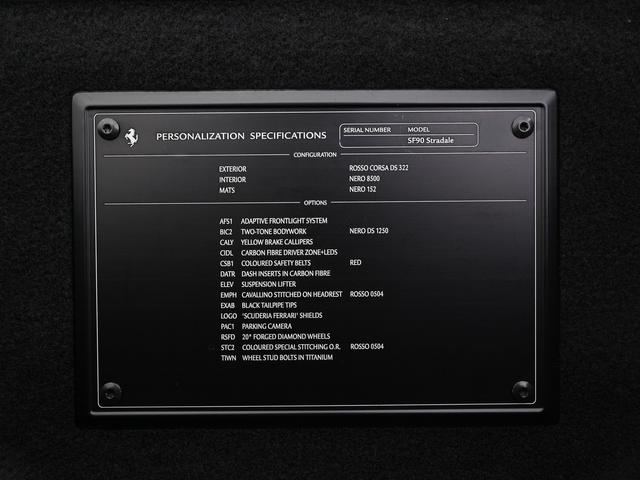 PERSONALIZATION SPECIFICATIONS
SERIAL NUMBER MODEL
SF90 Stradale
CONFIGURATION
EXTERIOR ROSSO CORSA DS 322
INTERIOR NERO 8500
MATS NERO 152
OPTIONS
AFS1 ADAPTIVE FRONTLIGHT SYSTEM
BIC2 TWO-TONE BODYWORK NERO DS 1250
CALY YELLOW BRAKE CALLIPERS
CIDL CARBON FIBRE DRIVER ZONE+LEDS
CSB1 COLOURED SAFETY BELTS RED
DATR DASH INSERTS IN CARBON FIBRE
ELEV SUSPENSION LIFTER
EMPH CAVALLINO STITCHED ON HEADREST ROSSO 0504
EXAB BLACK TAILPIPE TIPS
LOGO 'SCUDERIA FERRARI' SHIELDS
PAC1 PARKING CAMERA
RSFD 20" FORGED DIAMOND WHEELS
STC2 COLOURED SPECIAL STITCHING O.R. ROSSO 0504
TIWN WHEEL STUD BOLTS IN TITANIUM